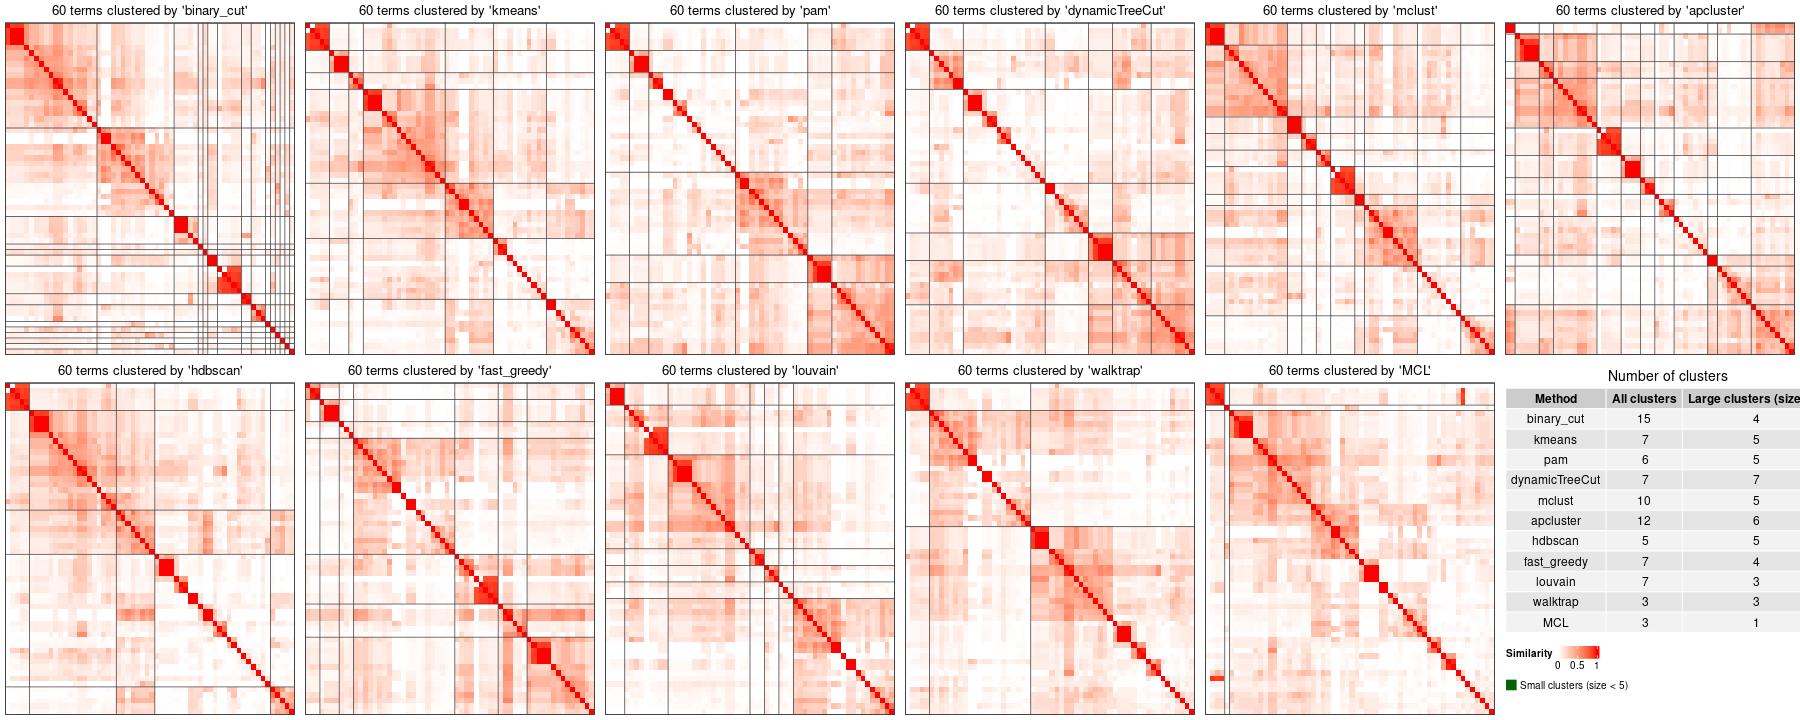 60 terms clustered by 'binary_cut'
60 terms clustered by 'kmeans'
60 terms clustered by 'pam'
60 terms clustered by 'dynamicTreeCut'
60 terms clustered by 'mclust'
60 terms clustered by 'apcluster'
60 terms clustered by 'hdbscan'
60 terms clustered by 'fast_greedy'
60 terms clustered by 'louvain'
60 terms clustered by 'walktrap'
60 terms clustered by 'MCL'
Number of clusters
Method All clusters Large clusters (size
binary_cut 15 4
kmeans 7 5
pam 6 5
dynamicTreeCut 7 7
mclust 10 5
apcluster 12 6
hdbscan 5 5
fast_greedy 7 4
louvain 7 3
walktrap 3 3
MCL 3 1
Similarity
0 0.5 1
Small clusters (size < 5)